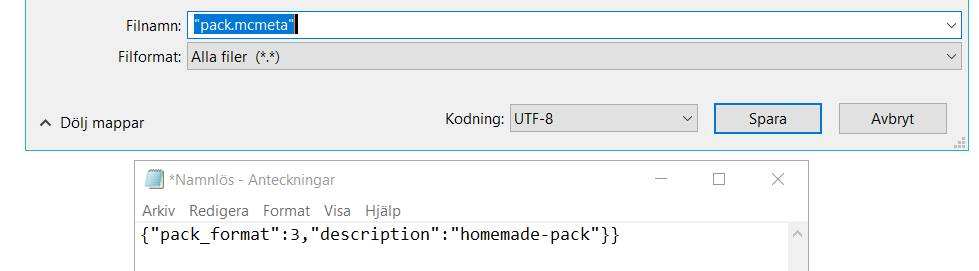 Filnamn: "pack.mcmeta"
Filformat: Alla filer (*.*)
Dölj mappar Kodning: UTF-8 Spara Avbryt
*Namnlös - Anteckningar
Arkiv Redigera Format Visa Hjälp
{"pack_format":3,"description":"homemade-pack"}}